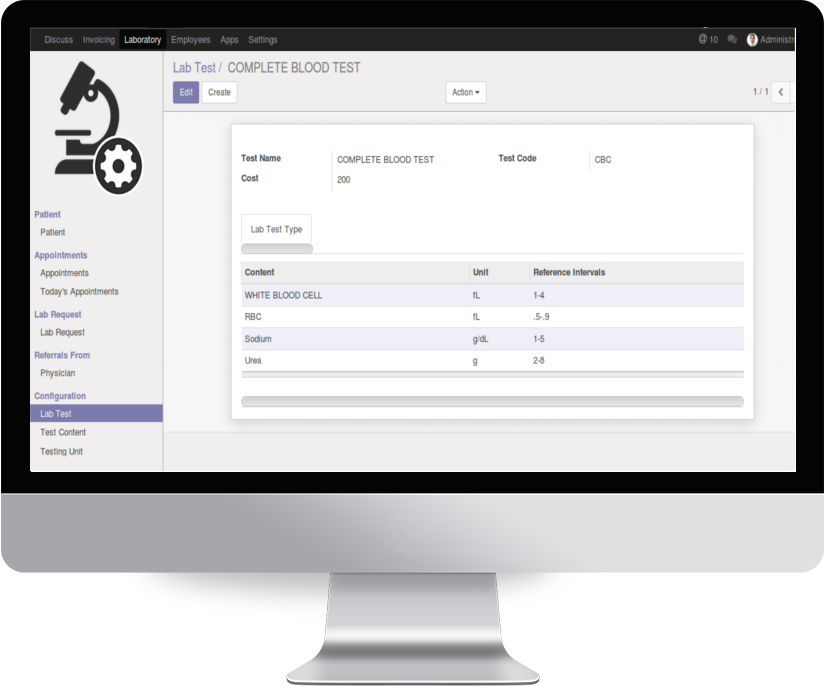 Discuss Invoicing Laboratory Employees Apps Settings @ 10 Administr
Lab Test / COMPLETE BLOOD TEST
Edit Create Action 1 / 1
Test Name COMPLETE BLOOD TEST Test Code CBC
Cost 200
Lab Test Type
Content Unit Reference Intervals
WHITE BLOOD CELL fL 1-4
RBC fL .5-.9
Sodium g/dL 1-5
Urea g 2-8
Patient
Patient
Appointments
Appointments
Today's Appointments
Lab Request
Lab Request
Referrals From
Physician
Configuration
Lab Test
Test Content
Testing Unit